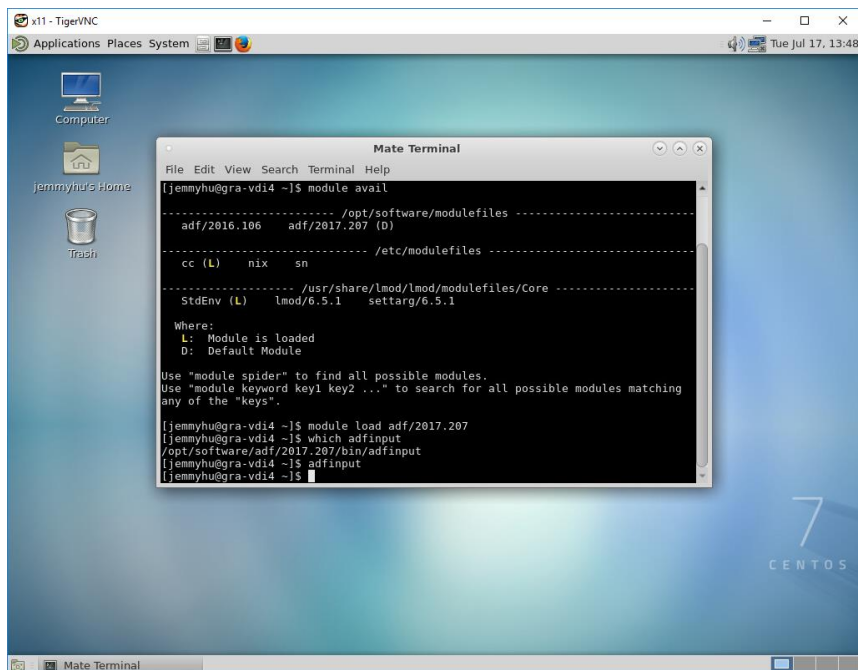 x11 - TigerVNC
Applications Places System
Tue Jul 17, 13:48
Computer
jemmyhu's Home
Trash
Mate Terminal
File Edit View Search Terminal Help
[jemmyhu@gra-vdi4 ~]$ module avail
-------------------------- /opt/software/modulefiles ---------------------------
adf/2016.106 adf/2017.207 (D)
------------------------------- /etc/modulefiles -------------------------------
cc (L) nix sn
-------------------- /usr/share/lmod/lmod/modulefiles/Core ---------------------
StdEnv (L) lmod/6.5.1 settarg/6.5.1
Where:
L: Module is loaded
D: Default Module
Use "module spider" to find all possible modules.
Use "module keyword key1 key2 ..." to search for all possible modules matching
any of the "keys".
[jemmyhu@gra-vdi4 ~]$ module load adf/2017.207
[jemmyhu@gra-vdi4 ~]$ which adfinput
/opt/software/adf/2017.207/bin/adfinput
[jemmyhu@gra-vdi4 ~]$ adfinput
[jemmyhu@gra-vdi4 ~]$
7
CENTOS
Mate Terminal